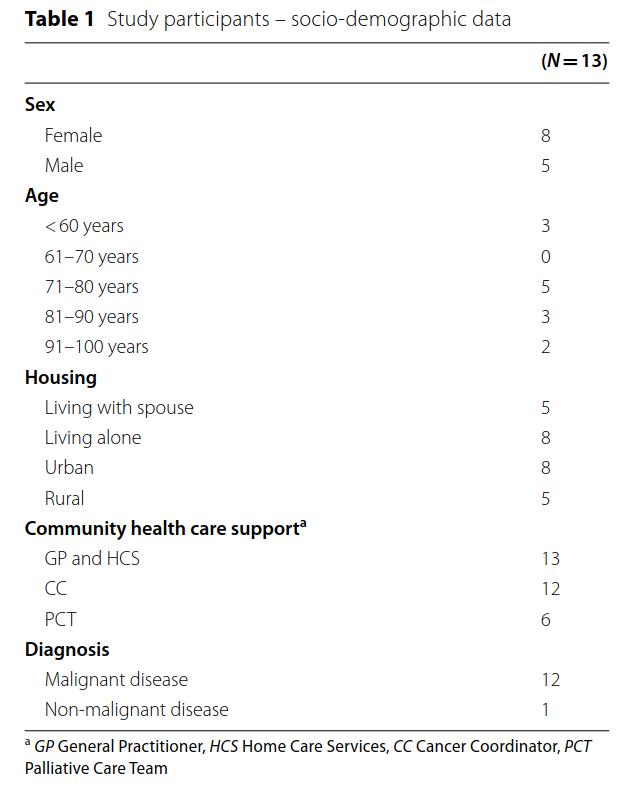 Table 1 Study participants – socio-demographic data
(N = 13)
Sex
Female 8
Male 5
Age
< 60 years 3
61–70 years 0
71–80 years 5
81–90 years 3
91–100 years 2
Housing
Living with spouse 5
Living alone 8
Urban 8
Rural 5
Community health care supportᵃ
GP and HCS 13
CC 12
PCT 6
Diagnosis
Malignant disease 12
Non-malignant disease 1
ᵃ GP General Practitioner, HCS Home Care Services, CC Cancer Coordinator, PCT
Palliative Care Team